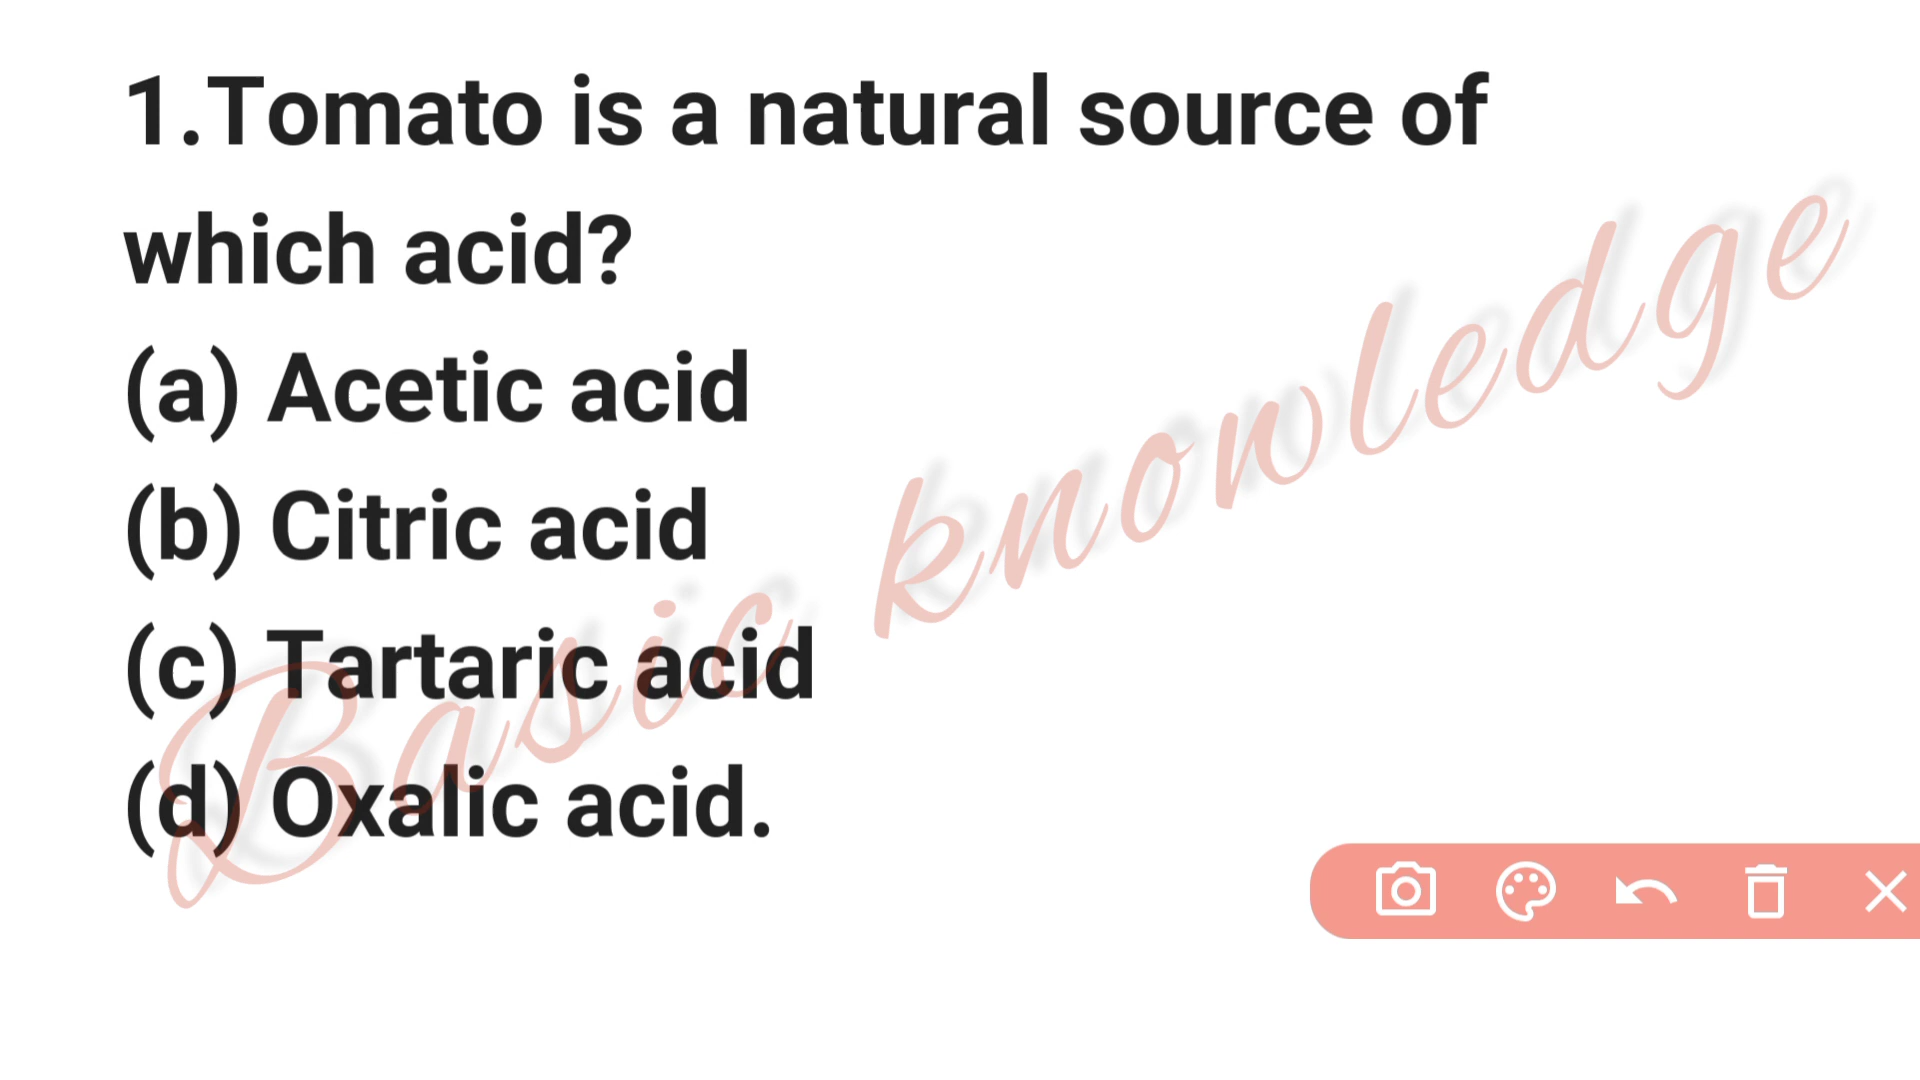 1.Tomato is a natural source of
which acid?
(a) Acetic acid
(b) Citric acid
(c) Tartaric acid
(d) Oxalic acid.
Basic knowledge